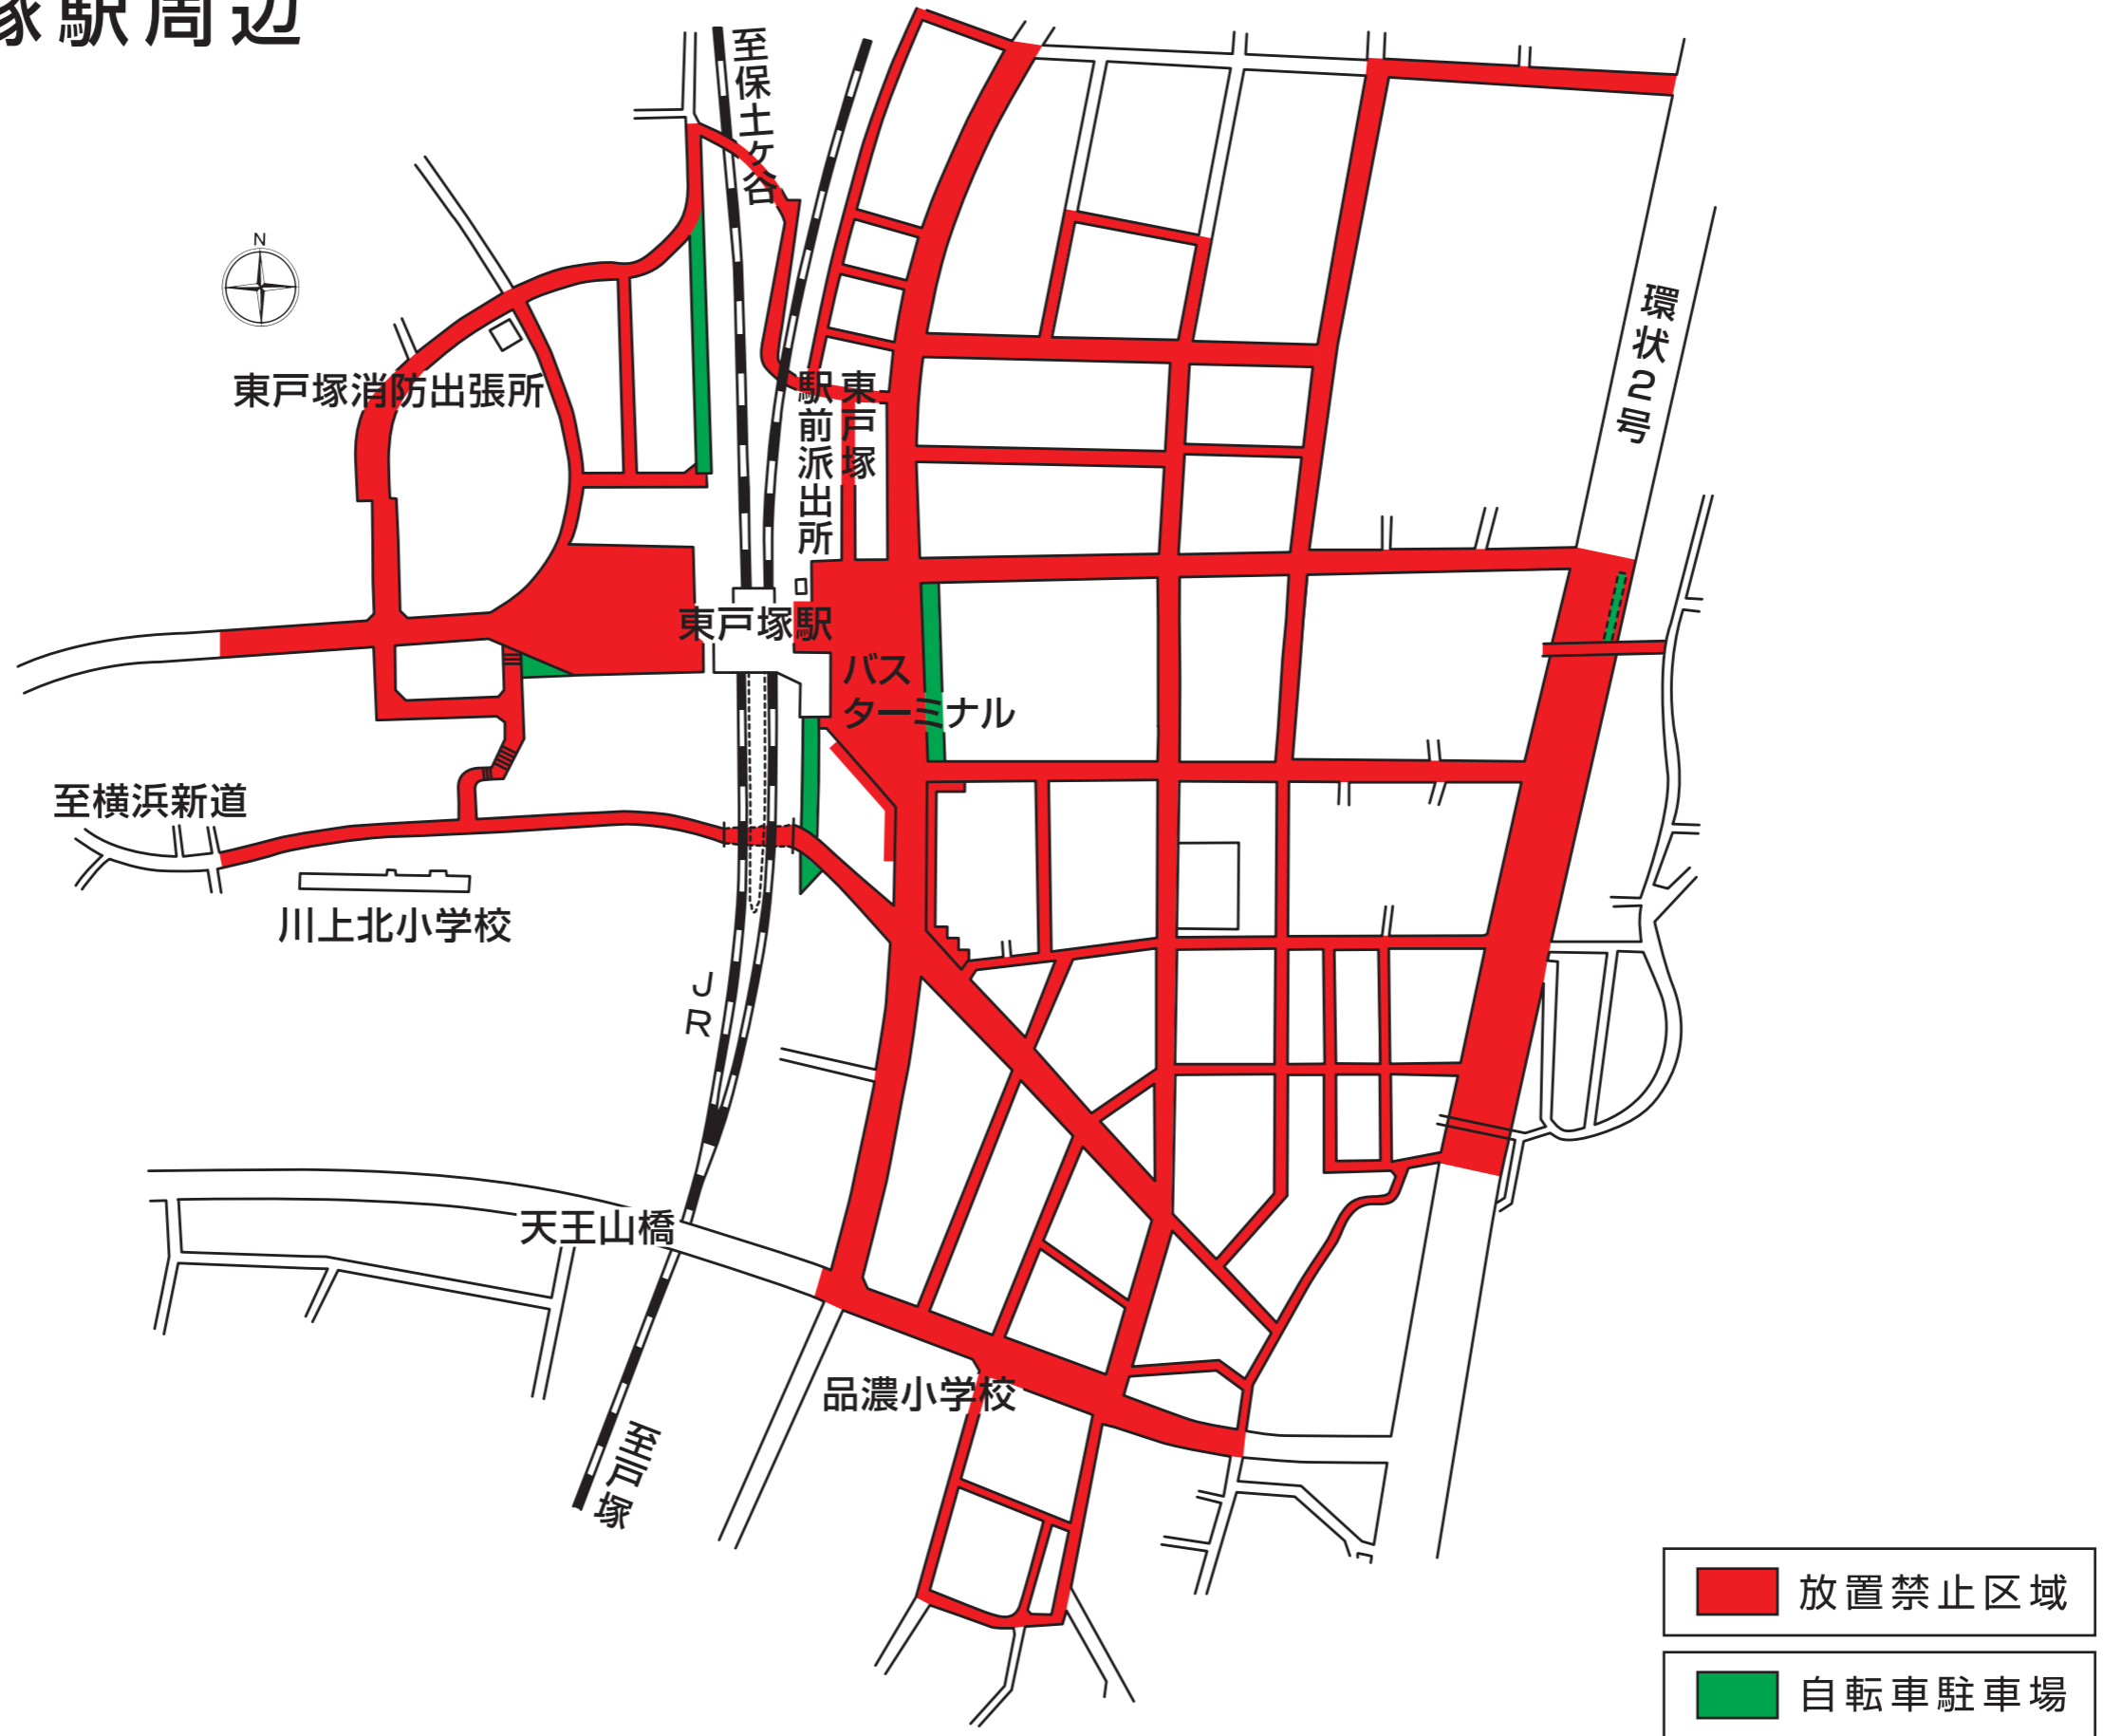 塚駅周辺
至保土ヶ谷
N
環状2号
東戸塚消防出張所
東戸塚
駅前派出所
東戸塚駅
バス
ターミナル
至横浜新道
川上北小学校
JR
天王山橋
品濃小学校
至戸塚
放置禁止区域
自転車駐車場